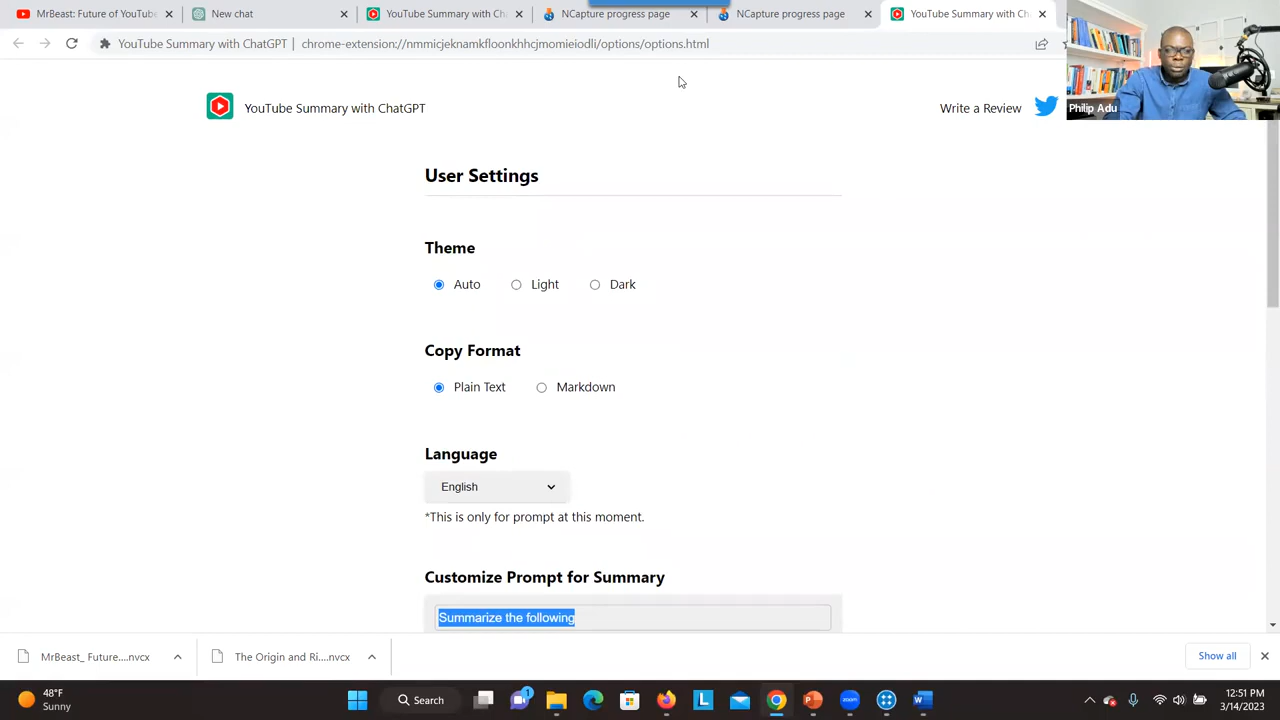 MrBeast: Future of YouTube
New chat
YouTube Summary with Ch
NCapture progress page
NCapture progress page
YouTube Summary with Ch
YouTube Summary with ChatGPT | chrome-extension://nmmicjeknamkfloonkhhcjmomieiodli/options/options.html
YouTube Summary with ChatGPT
Write a Review
Philip Adu
User Settings
Theme
Auto Light Dark
Copy Format
Plain Text Markdown
Language
English
*This is only for prompt at this moment.
Customize Prompt for Summary
Summarize the following
MrBeast_ Future....nvcx
The Origin and Ri....nvcx
Show all
48°F
Sunny
Search
1
12:51 PM
3/14/2023